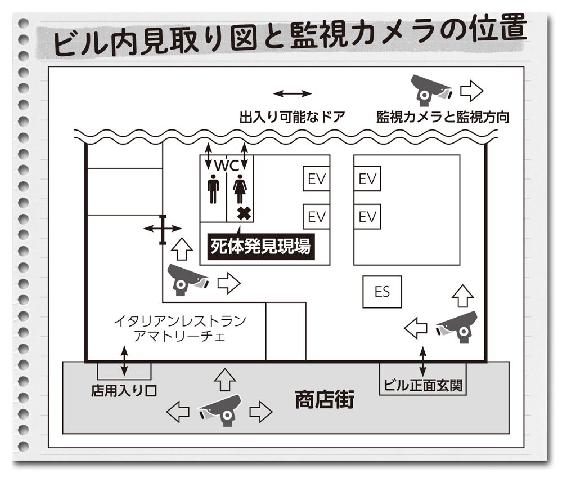 ビル内見取り図と監視カメラの位置
出入り可能なドア
監視カメラと監視方向
WC
EV
EV
EV
EV
死体発見現場
ES
イタリアンレストラン
アマトリーチェ
店用入り口
商店街
ビル正面玄関